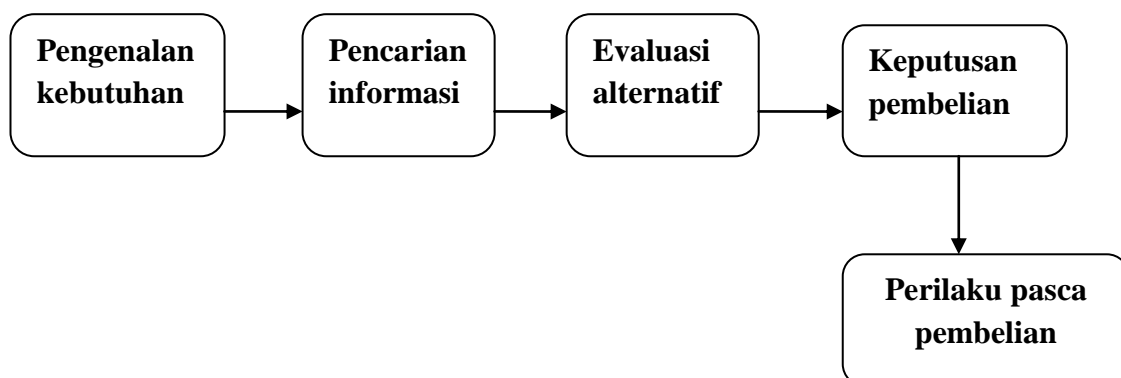 Pengenalan
kebutuhan
Pencarian
informasi
Evaluasi
alternatif
Keputusan
pembelian
Perilaku pasca
pembelian